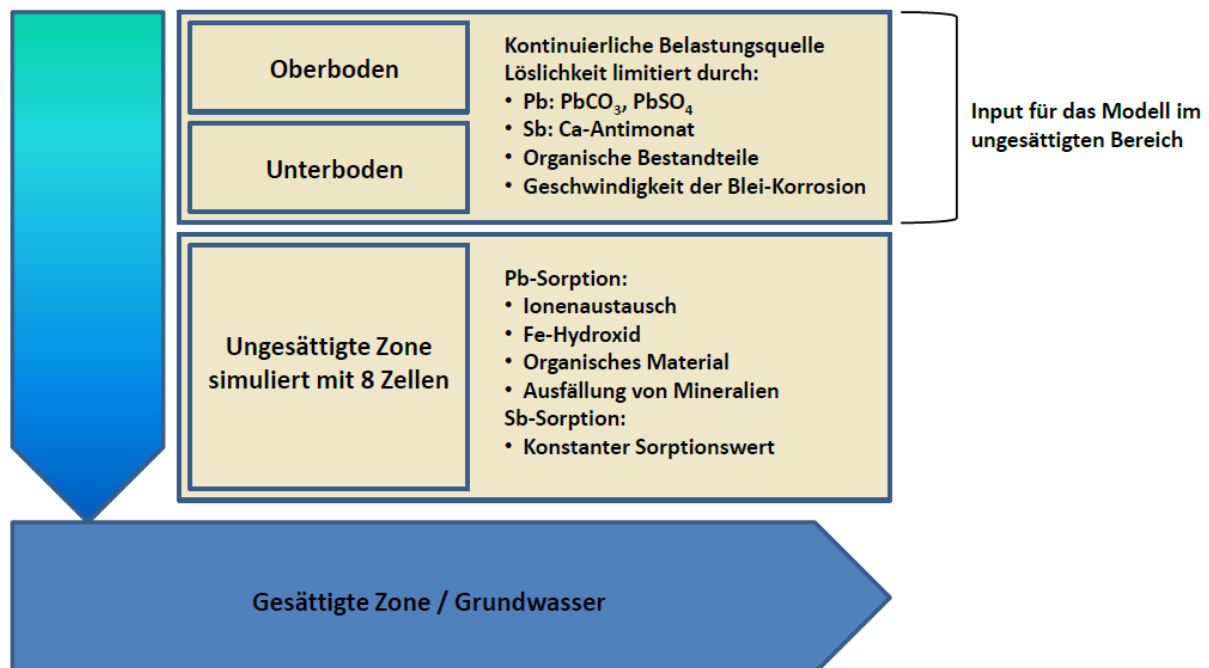 Oberboden
Unterboden
Kontinuierliche Belastungsquelle
Löslichkeit limitiert durch:
• Pb: PbCO₃, PbSO₄
• Sb: Ca-Antimonat
• Organische Bestandteile
• Geschwindigkeit der Blei-Korrosion
Input für das Modell im
ungesättigten Bereich
Ungesättigte Zone
simuliert mit 8 Zellen
Pb-Sorption:
• Ionenaustausch
• Fe-Hydroxid
• Organisches Material
• Ausfällung von Mineralien
Sb-Sorption:
• Konstanter Sorptionswert
Gesättigte Zone / Grundwasser